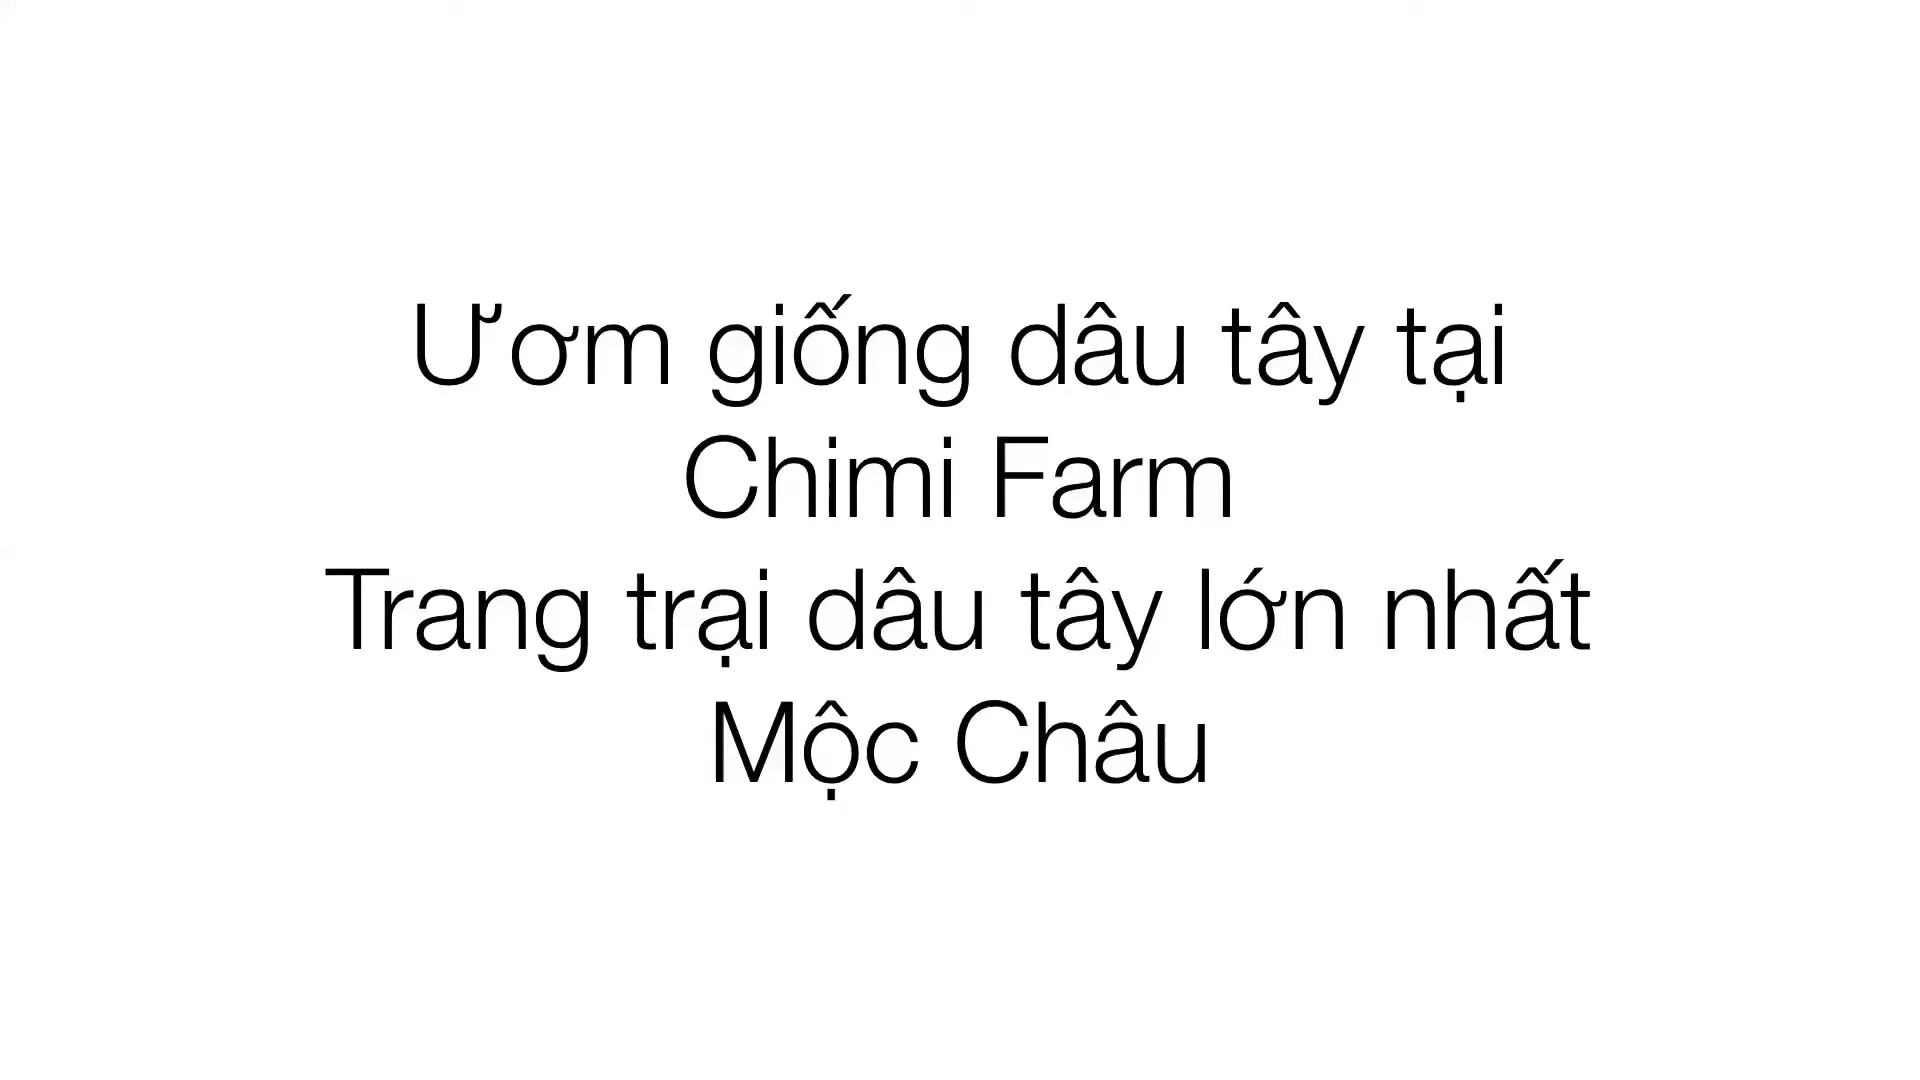 Ươm giống dâu tây tại
Chimi Farm
Trang trại dâu tây lớn nhất
Mộc Châu